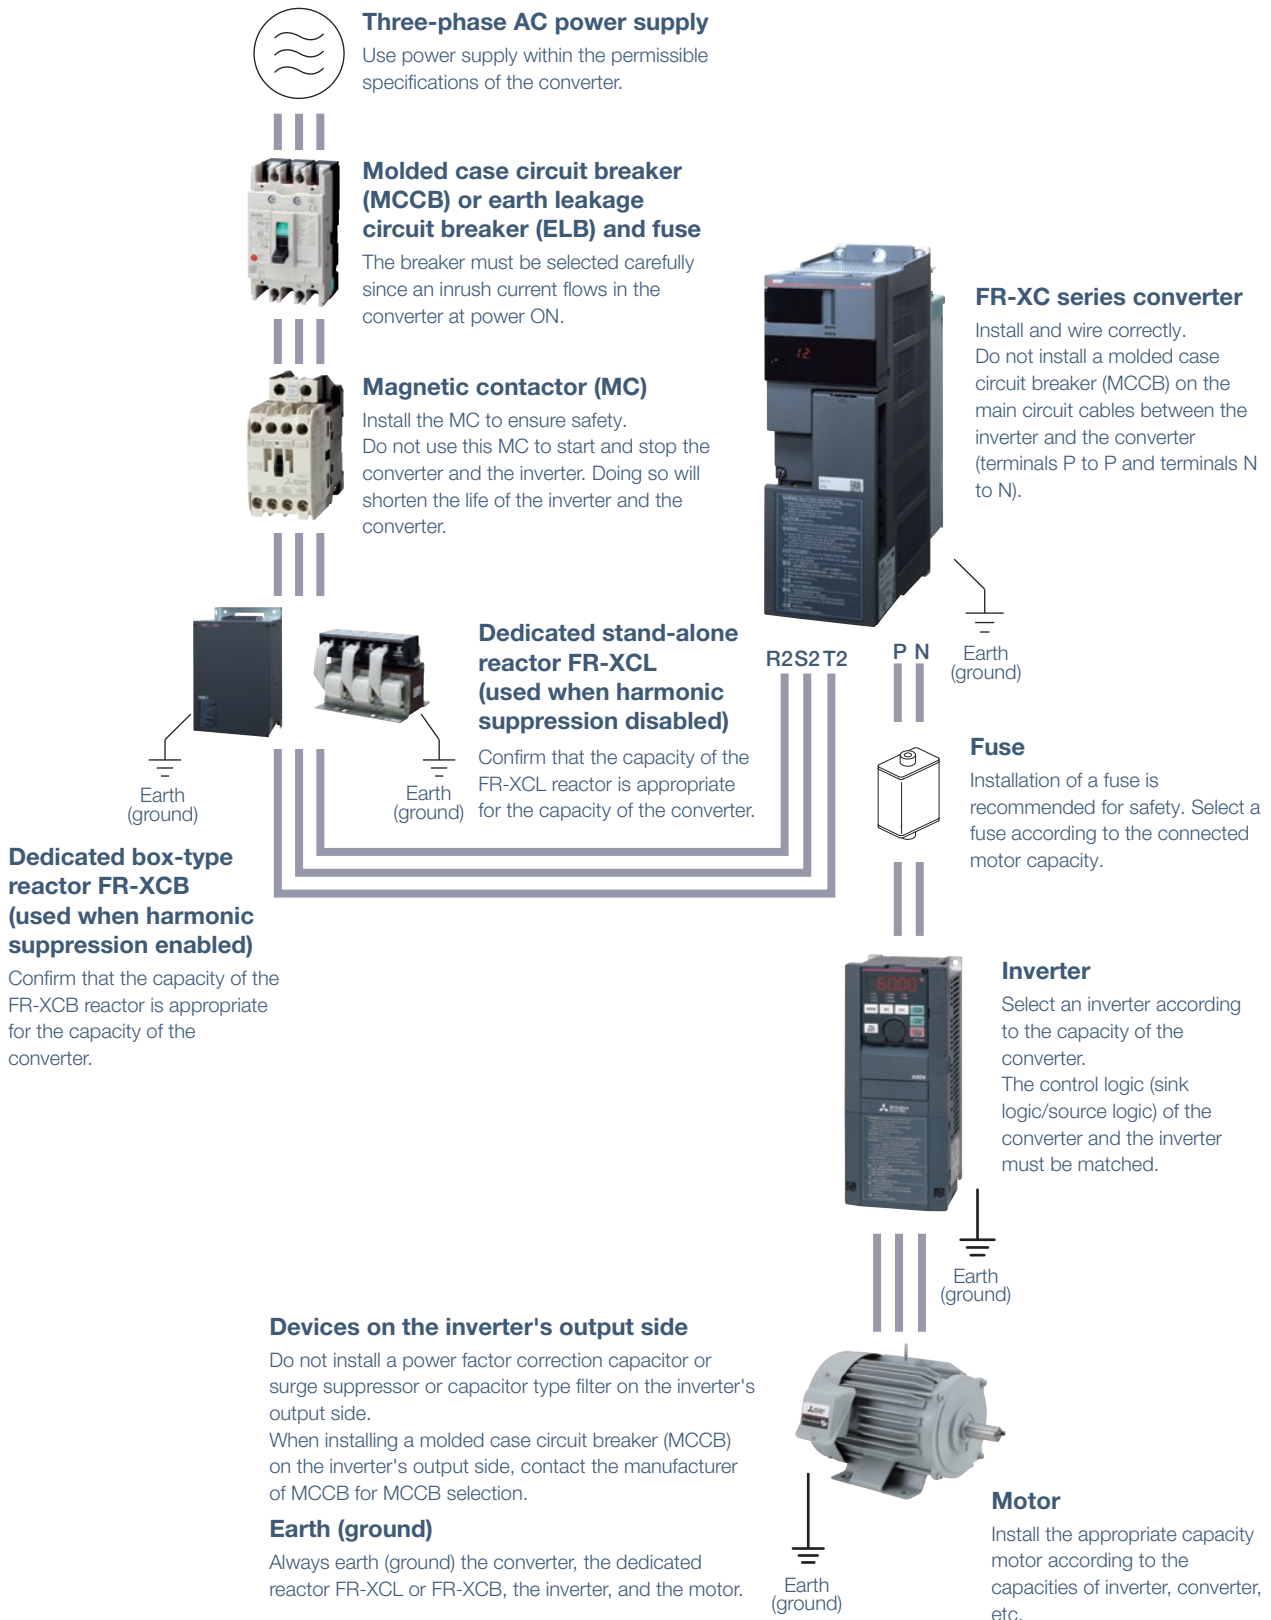 Three-phase AC power supply
Use power supply within the permissible
specifications of the converter.
Molded case circuit breaker
(MCCB) or earth leakage
circuit breaker (ELB) and fuse
The breaker must be selected carefully
since an inrush current flows in the
converter at power ON.
Magnetic contactor (MC)
Install the MC to ensure safety.
Do not use this MC to start and stop the
converter and the inverter. Doing so will
shorten the life of the inverter and the
converter.
FR-XC series converter
Install and wire correctly.
Do not install a molded case
circuit breaker (MCCB) on the
main circuit cables between the
inverter and the converter
(terminals P to P and terminals N
to N).
12.
Earth
(ground)
R2 S2 T2
P N
Dedicated stand-alone
reactor FR-XCL
(used when harmonic
suppression disabled)
Confirm that the capacity of the
FR-XCL reactor is appropriate
for the capacity of the converter.
Earth
(ground)
Earth
(ground)
Dedicated box-type
reactor FR-XCB
(used when harmonic
suppression enabled)
Confirm that the capacity of the
FR-XCB reactor is appropriate
for the capacity of the
converter.
Fuse
Installation of a fuse is
recommended for safety. Select a
fuse according to the connected
motor capacity.
Inverter
Select an inverter according
to the capacity of the
converter.
The control logic (sink
logic/source logic) of the
converter and the inverter
must be matched.
6000
A800
MITSUBISHI
ELECTRIC
Earth
(ground)
Devices on the inverter's output side
Do not install a power factor correction capacitor or
surge suppressor or capacitor type filter on the inverter's
output side.
When installing a molded case circuit breaker (MCCB)
on the inverter's output side, contact the manufacturer
of MCCB for MCCB selection.
Earth (ground)
Always earth (ground) the converter, the dedicated
reactor FR-XCL or FR-XCB, the inverter, and the motor.
Earth
(ground)
Motor
Install the appropriate capacity
motor according to the
capacities of inverter, converter,
etc.